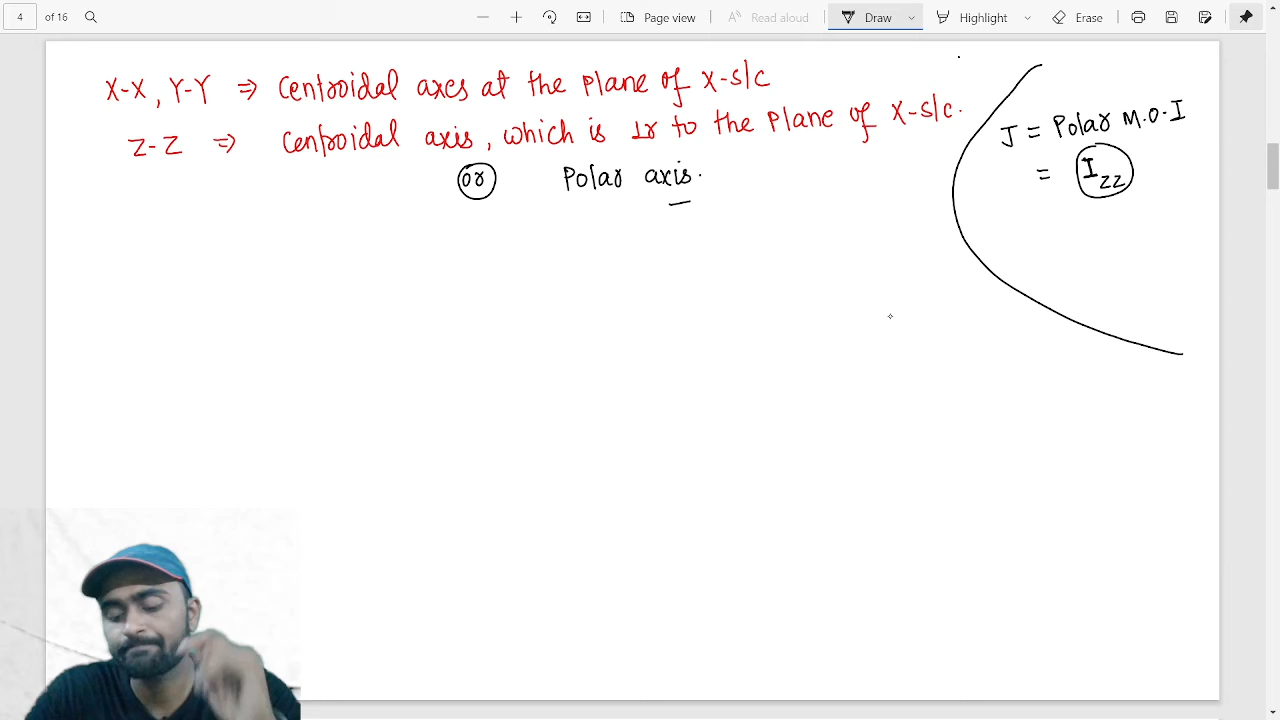 4 of 16 Page view Read aloud Draw Highlight Erase
X-X, Y-Y ⇒ Centroidal axes at the plane of X-s/c
Z-Z ⇒ Centroidal axis, which is ⊥r to the plane of X-s/c.
or Polar axis.
J = Polar M.O.I
= Izz